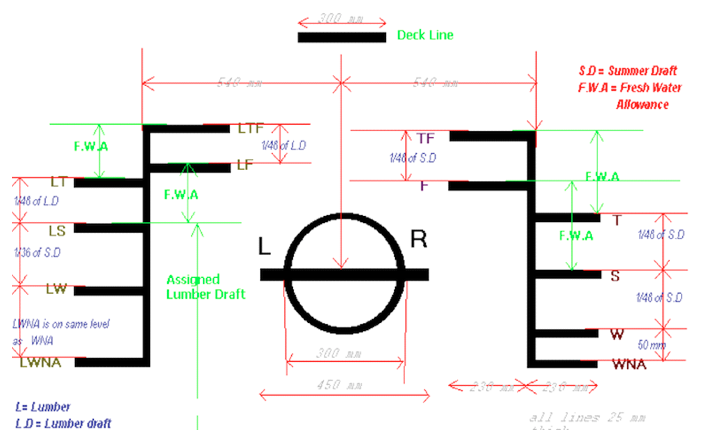 300 mm
Deck Line
540 mm
540 mm
S.D = Summer Draft
F.W.A = Fresh Water
Allowance
LTF
1/48 of L.D
F.W.A
LF
TF
1/48 of S.D
F
F.W.A
LT
1/48 of L.D
F.W.A
LS
1/36 of S.D
L
R
F.W.A
T
1/48 of S.D
Assigned
Lumber Draft
LW
S
1/48 of S.D
LWNA is on same level
as WNA
W
50 mm
LWNA
WNA
300 mm
450 mm
230 mm
230 mm
L= Lumber
L.D = Lumber draft
all lines 25 mm
thick